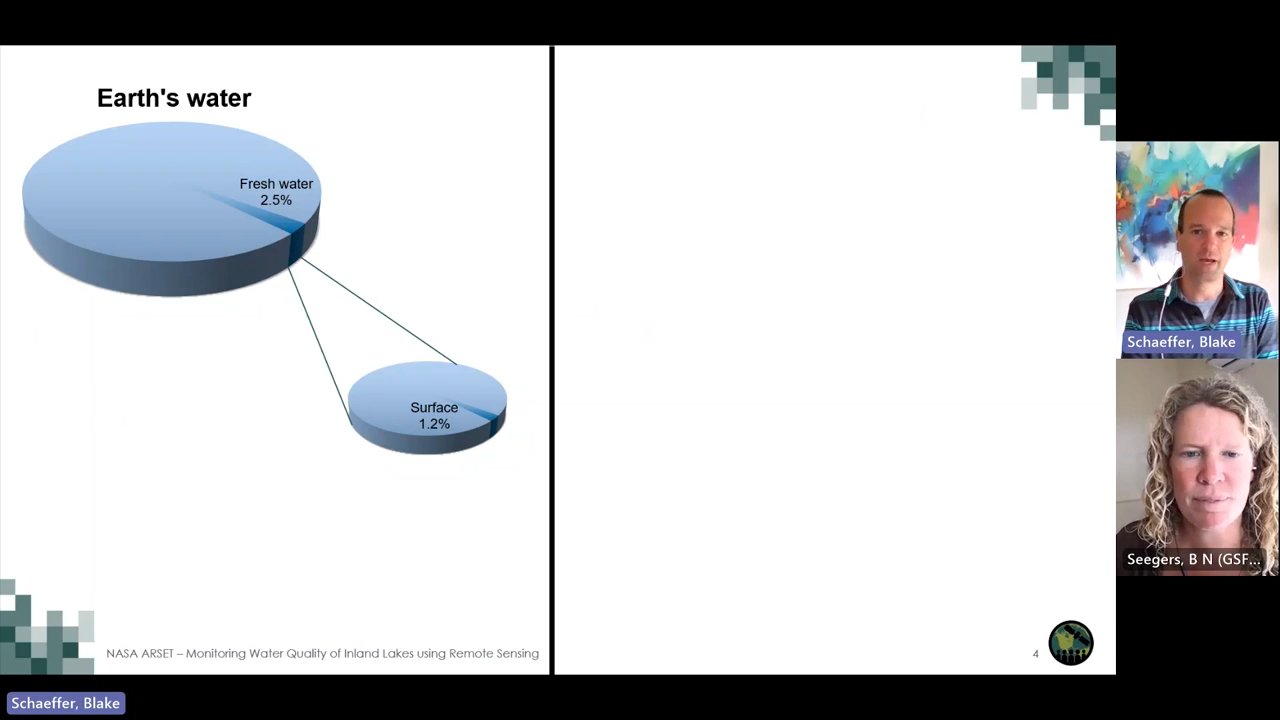 Earth's water
Fresh water
2.5%
Surface
1.2%
NASA ARSET – Monitoring Water Quality of Inland Lakes using Remote Sensing
4
Schaeffer, Blake
Seegers, B N (GSF...
Schaeffer, Blake